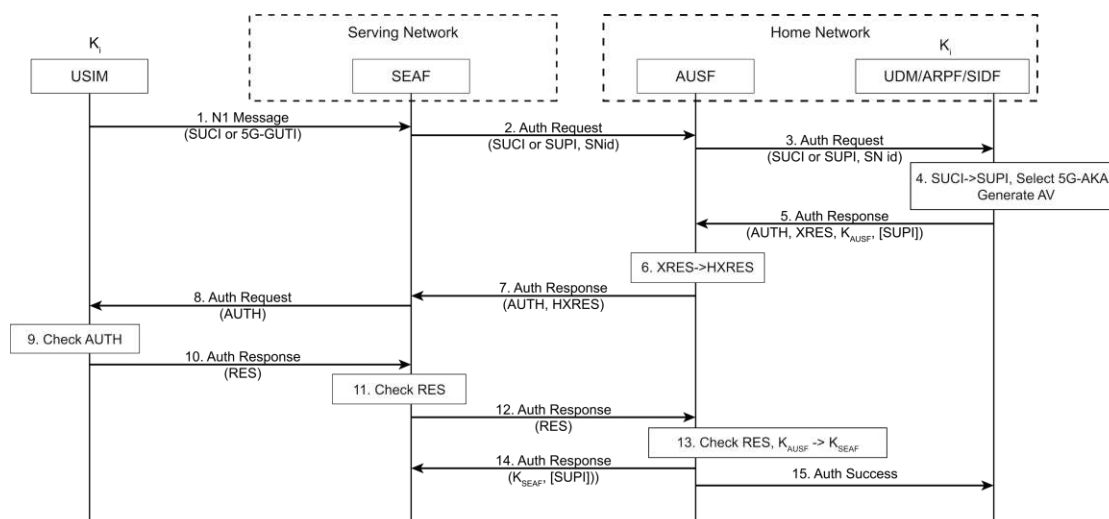 Serving Network
Home Network
Ki
Ki
USIM
SEAF
AUSF
UDM/ARPF/SIDF
1. N1 Message
(SUCI or 5G-GUTI)
2. Auth Request
(SUCI or SUPI, SNid)
3. Auth Request
(SUCI or SUPI, SN id)
4. SUCI->SUPI, Select 5G-AKA
Generate AV
5. Auth Response
(AUTH, XRES, KAUSF, [SUPI])
6. XRES->HXRES
7. Auth Response
(AUTH, HXRES)
8. Auth Request
(AUTH)
9. Check AUTH
10. Auth Response
(RES)
11. Check RES
12. Auth Response
(RES)
13. Check RES, KAUSF -> KSEAF
14. Auth Response
(KSEAF, [SUPI]))
15. Auth Success